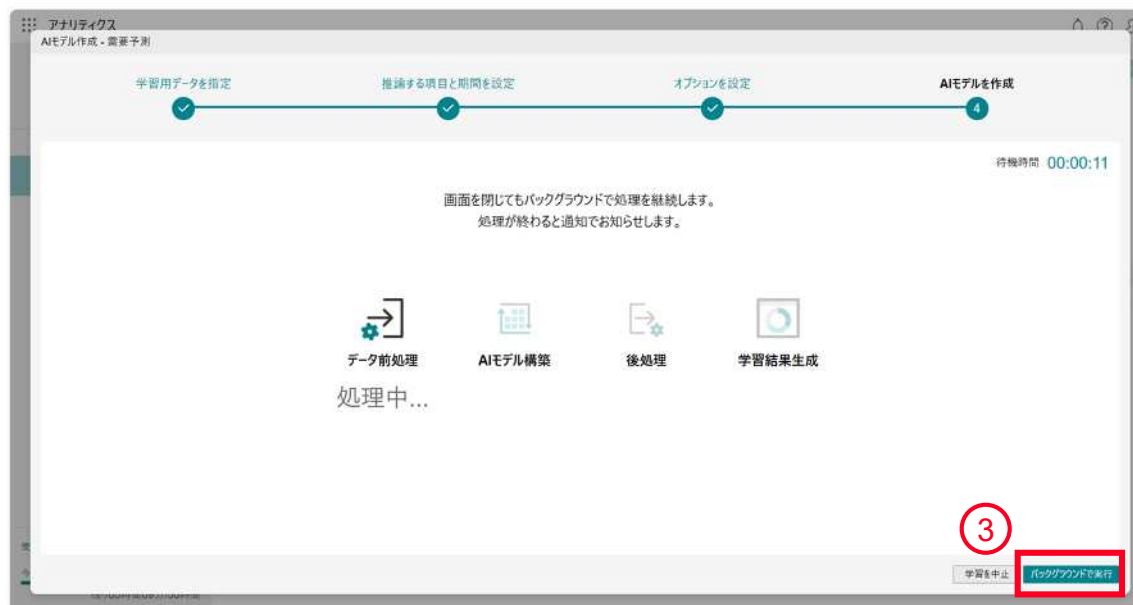 アナリティクス
AIモデル作成 - 需要予測
学習用データを指定
推論する項目と期間を設定
オプションを設定
AIモデルを作成
4
待機時間 00:00:11
画面を閉じてもバックグラウンドで処理を継続します。
処理が終わると通知でお知らせします。
データ前処理
AIモデル構築
後処理
学習結果生成
処理中...
3
学習を中止
バックグラウンドで実行